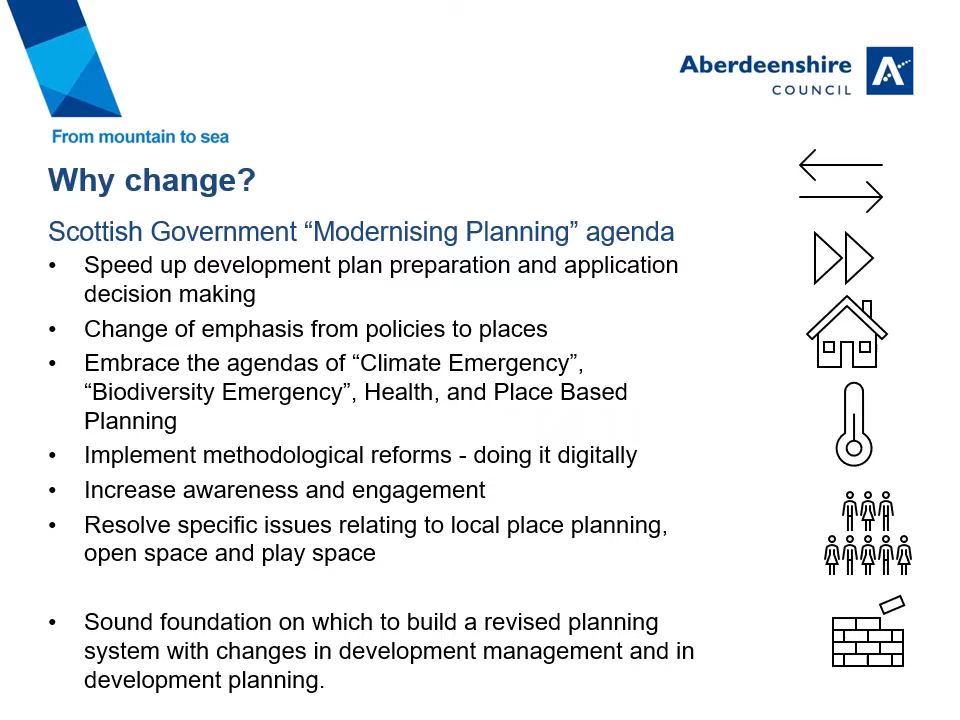 Aberdeenshire
COUNCIL
From mountain to sea
Why change?
Scottish Government “Modernising Planning” agenda
• Speed up development plan preparation and application
decision making
• Change of emphasis from policies to places
• Embrace the agendas of “Climate Emergency”,
“Biodiversity Emergency”, Health, and Place Based
Planning
• Implement methodological reforms - doing it digitally
• Increase awareness and engagement
• Resolve specific issues relating to local place planning,
open space and play space
• Sound foundation on which to build a revised planning
system with changes in development management and in
development planning.